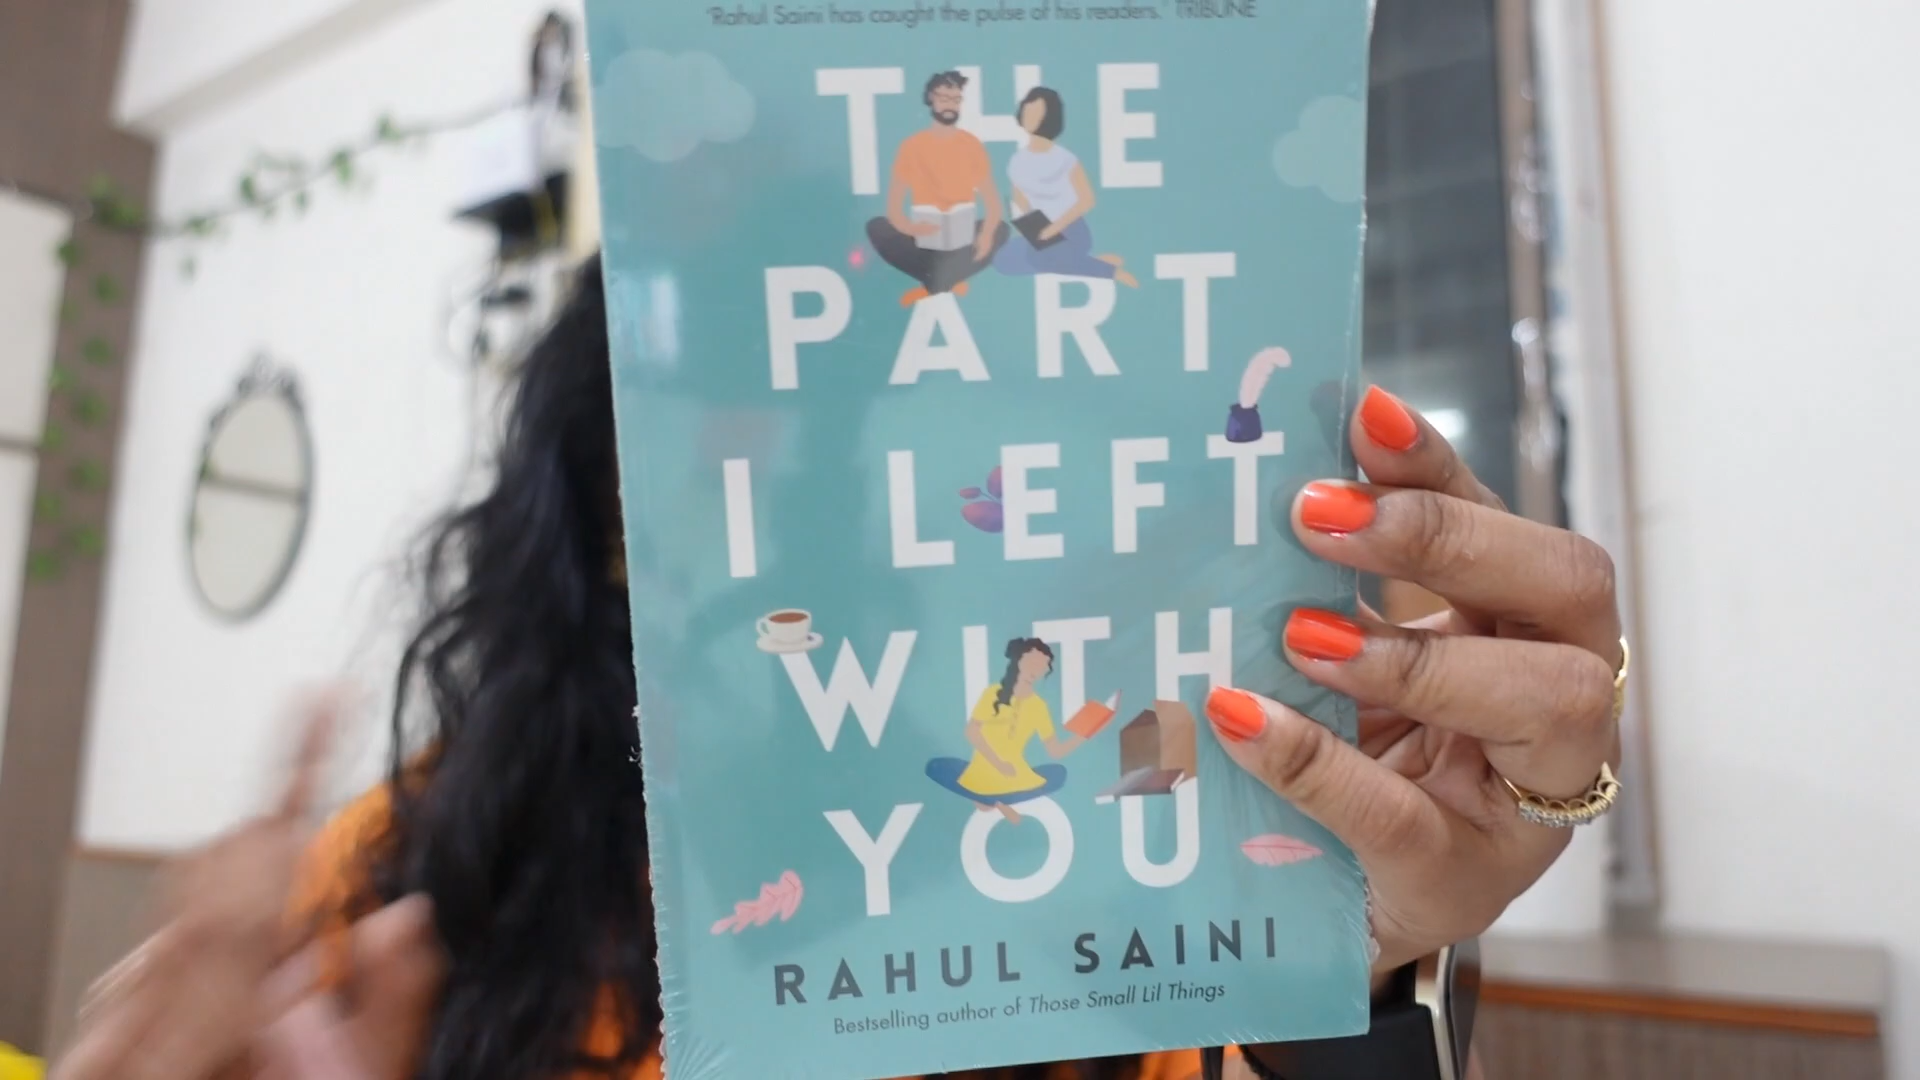 'Rahul Saini has caught the pulse of his readers.' TRIBUNE
THE
PART
I LEFT
WITH
YOU
RAHUL SAINI
Bestselling author of Those Small Lil Things